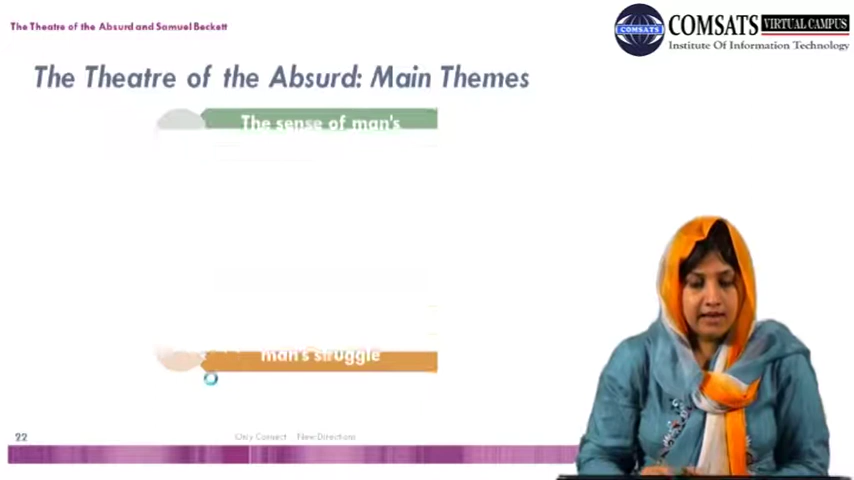 The Theatre of the Absurd and Samuel Beckett
COMSATS
COMSATS VIRTUAL CAMPUS
Institute Of Information Technology
The Theatre of the Absurd: Main Themes
The sense of man's
man's struggle
22
Only Connect New Directions